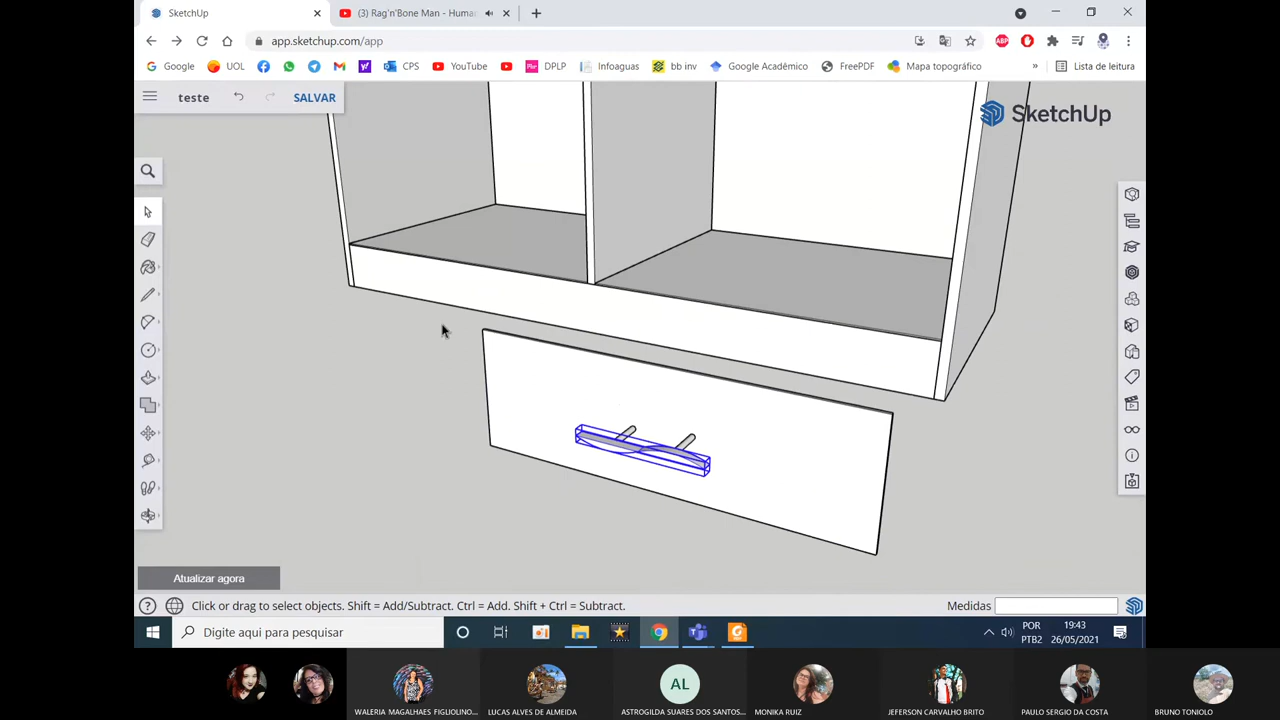 SketchUp
(3) Rag'n'Bone Man - Huma
app.sketchup.com/app
Google UOL CPS YouTube DPLP Infoaguas bb inv Google Acadêmico FreePDF Mapa topográfico » Lista de leitura
teste SALVAR
SketchUp
Atualizar agora
Click or drag to select objects. Shift = Add/Subtract. Ctrl = Add. Shift + Ctrl = Subtract.
Medidas
Digite aqui para pesquisar
POR
PTB2
19:43
26/05/2021
AL
WALERIA MAGALHAES FIGLIOLINO...
LUCAS ALVES DE ALMEIDA
ASTROGILDA SUARES DOS SANTOS...
MONIKA RUIZ
JEFERSON CARVALHO BRITO
PAULO SERGIO DA COSTA
BRUNO TONIOLO